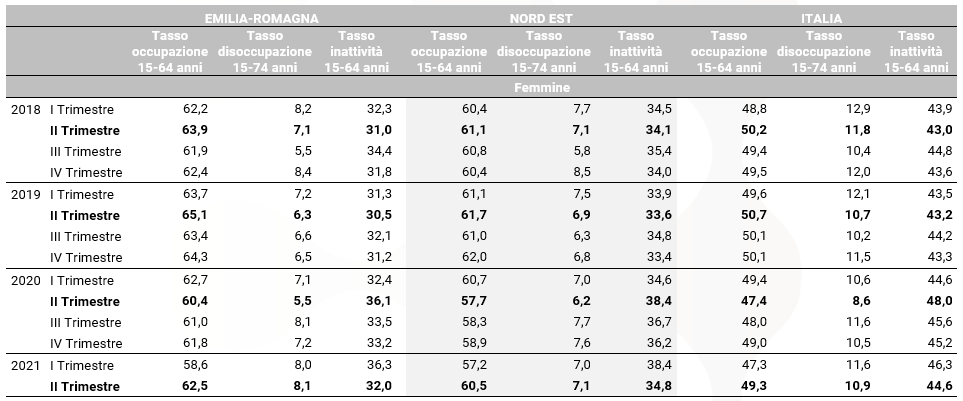 EMILIA-ROMAGNA NORD EST ITALIA
Tasso Tasso Tasso Tasso Tasso Tasso Tasso Tasso Tasso
occupazione disoccupazione inattività occupazione disoccupazione inattività occupazione disoccupazione inattività
15-64 anni 15-74 anni 15-64 anni 15-64 anni 15-74 anni 15-64 anni 15-64 anni 15-74 anni 15-64 anni
Femmine
2018 I Trimestre 62,2 8,2 32,3 60,4 7,7 34,5 48,8 12,9 43,9
II Trimestre 63,9 7,1 31,0 61,1 7,1 34,1 50,2 11,8 43,0
III Trimestre 61,9 5,5 34,4 60,8 5,8 35,4 49,4 10,4 44,8
IV Trimestre 62,4 8,4 31,8 60,4 8,5 34,0 49,5 12,0 43,6
2019 I Trimestre 63,7 7,2 31,3 61,1 7,5 33,9 49,6 12,1 43,5
II Trimestre 65,1 6,3 30,5 61,7 6,9 33,6 50,7 10,7 43,2
III Trimestre 63,4 6,6 32,1 61,0 6,3 34,8 50,1 10,2 44,2
IV Trimestre 64,3 6,5 31,2 62,0 6,8 33,4 50,1 11,5 43,3
2020 I Trimestre 62,7 7,1 32,4 60,7 7,0 34,6 49,4 10,6 44,6
II Trimestre 60,4 5,5 36,1 57,7 6,2 38,4 47,4 8,6 48,0
III Trimestre 61,0 8,1 33,5 58,3 7,7 36,7 48,0 11,6 45,6
IV Trimestre 61,8 7,2 33,2 58,9 7,6 36,2 49,0 10,5 45,2
2021 I Trimestre 58,6 8,0 36,3 57,2 7,0 38,4 47,3 11,6 46,3
II Trimestre 62,5 8,1 32,0 60,5 7,1 34,8 49,3 10,9 44,6